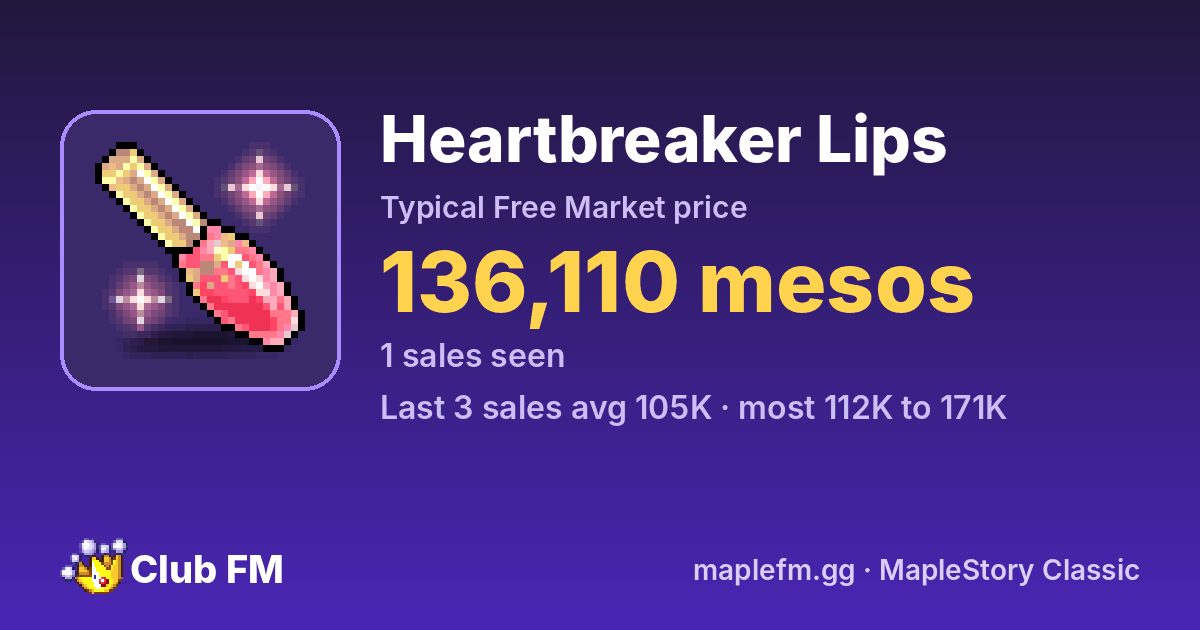 Heartbreaker Lips
Typical Free Market price
136,110 mesos
1 sales seen
Last 3 sales avg 105K · most 112K to 171K
Club FM
maplefm.gg · MapleStory Classic